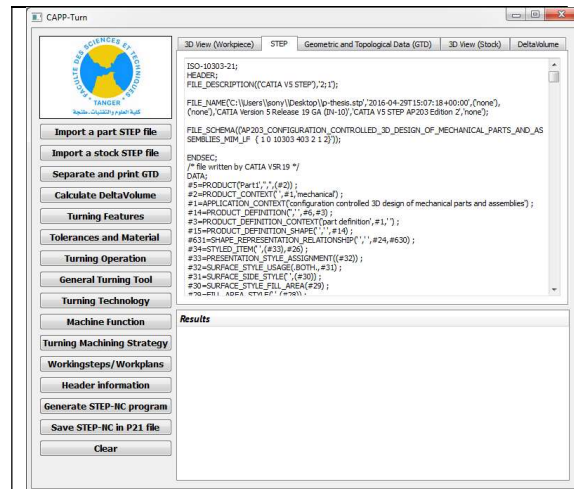 CAPP-Turn
FACULTE DES SCIENCES ET TECHNIQUES
* TANGER *
كلية العلوم والتقنيات - طنجة
Import a part STEP file
Import a stock STEP file
Separate and print GTD
Calculate DeltaVolume
Turning Features
Tolerances and Material
Turning Operation
General Turning Tool
Turning Technology
Machine Function
Turning Machining Strategy
Workingsteps/Workplans
Header information
Generate STEP-NC program
Save STEP-NC in P21 file
Clear
3D View (Workpiece) STEP Geometric and Topological Data (GTD) 3D View (Stock) DeltaVolume
ISO-10303-21;
HEADER;
FILE_DESCRIPTION(('CATIA V5 STEP'),'2;1');
FILE_NAME('C:\\Users\\sony\\Desktop\\p-thesis.stp','2016-04-29T15:07:18+00:00',('none'),
('none'),'CATIA Version 5 Release 19 GA (IN-10)','CATIA V5 STEP AP203 Edition 2','none');
FILE_SCHEMA(('AP203_CONFIGURATION_CONTROLLED_3D_DESIGN_OF_MECHANICAL_PARTS_AND_AS
SEMBLIES_MIM_LF { 1 0 10303 403 2 1 2}'));
ENDSEC;
/* file written by CATIA V5R19 */
DATA;
#5=PRODUCT('Part1','','',(#2)) ;
#2=PRODUCT_CONTEXT(' ',#1,'mechanical') ;
#1=APPLICATION_CONTEXT('configuration controlled 3D design of mechanical parts and assemblies') ;
#14=PRODUCT_DEFINITION('',' ',#6,#3) ;
#3=PRODUCT_DEFINITION_CONTEXT('part definition',#1,' ') ;
#15=PRODUCT_DEFINITION_SHAPE(' ',' ',#14) ;
#631=SHAPE_REPRESENTATION_RELATIONSHIP(' ',' ',#24,#630) ;
#34=STYLED_ITEM(' ',(#33),#26) ;
#33=PRESENTATION_STYLE_ASSIGNMENT((#32)) ;
#32=SURFACE_STYLE_USAGE(.BOTH.,#31) ;
#31=SURFACE_SIDE_STYLE(' ',(#30)) ;
#30=SURFACE_STYLE_FILL_AREA(#29) ;
#29=FILL_AREA_STYLE(' ',(#28)) ;
Results